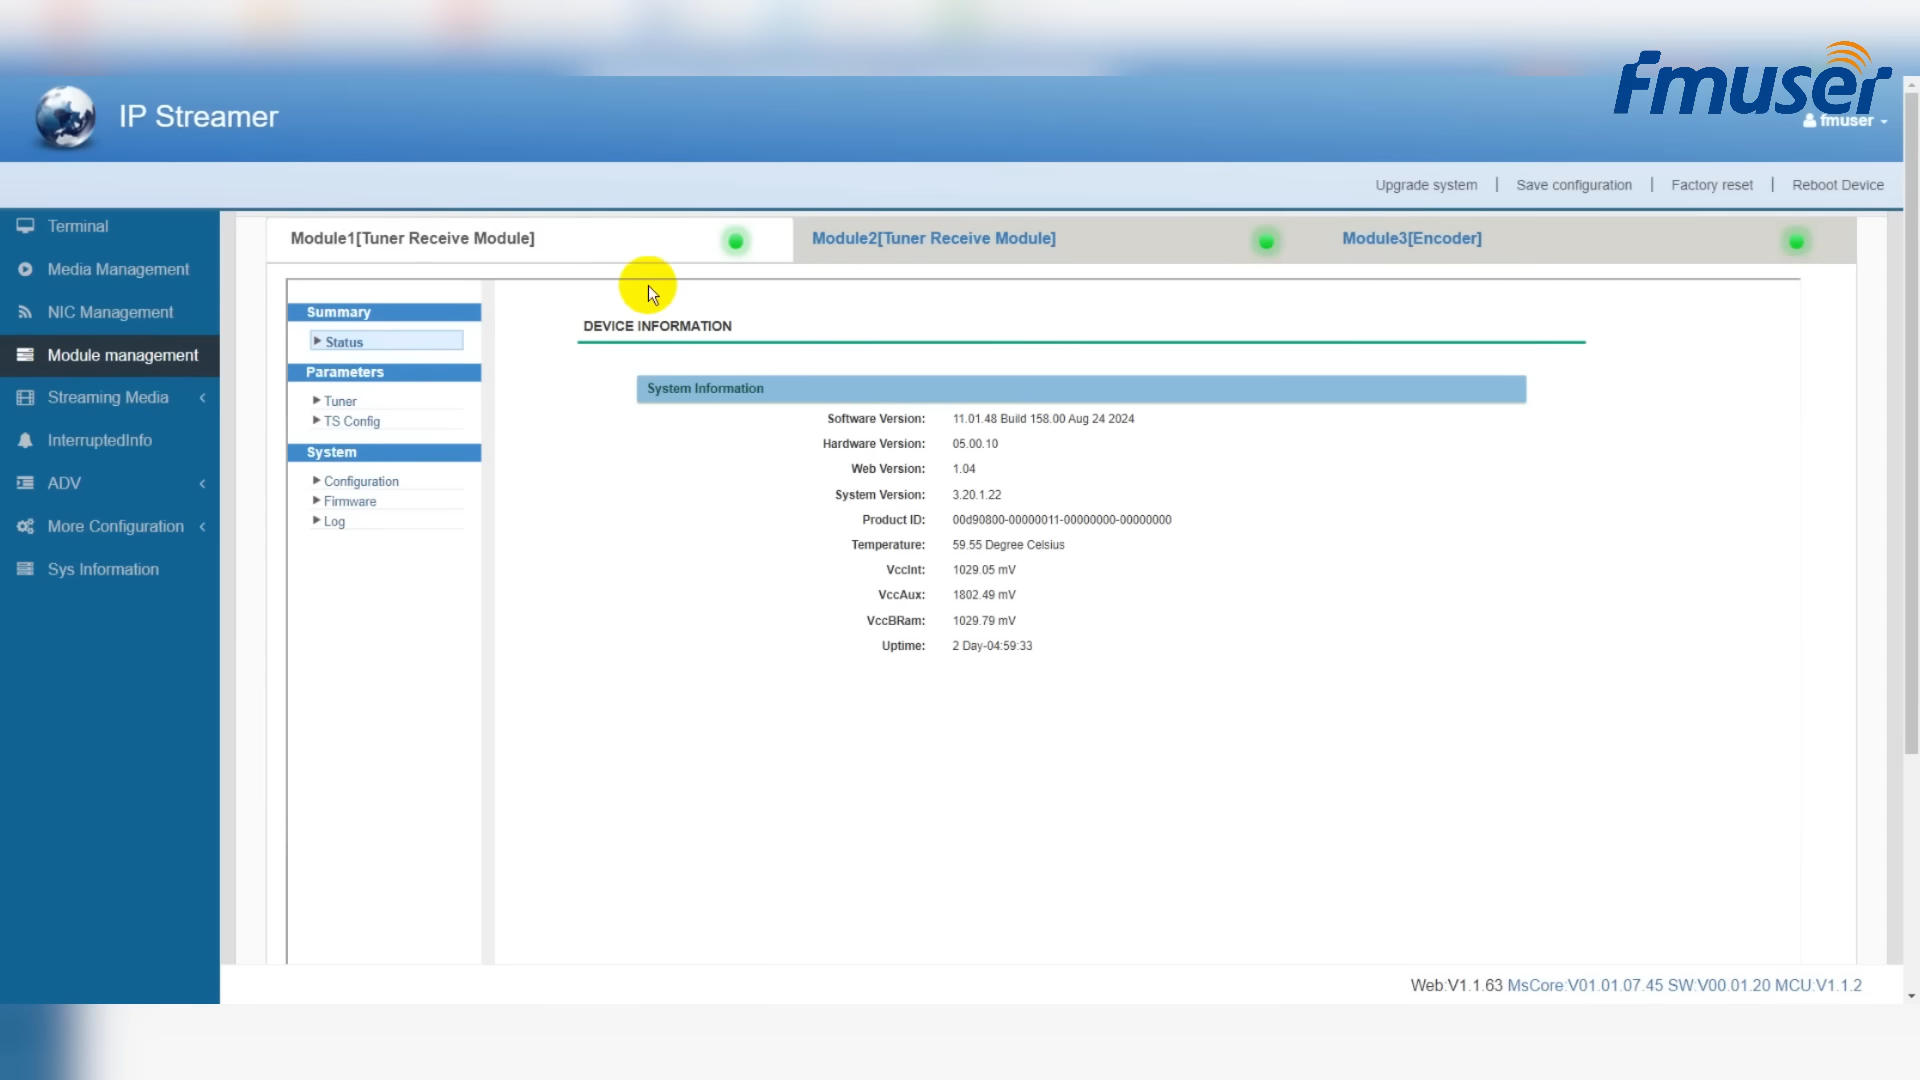 Fmuser
IP Streamer
fmuser
Upgrade system | Save configuration | Factory reset | Reboot Device
Terminal
Media Management
NIC Management
Module management
Streaming Media
InterruptedInfo
ADV
More Configuration
Sys Information
Module1[Tuner Receive Module]
Module2[Tuner Receive Module]
Module3[Encoder]
Summary
Status
Parameters
Tuner
TS Config
System
Configuration
Firmware
Log
DEVICE INFORMATION
System Information
Software Version: 11.01.48 Build 158.00 Aug 24 2024
Hardware Version: 05.00.10
Web Version: 1.04
System Version: 3.20.1.22
Product ID: 00d90800-00000011-00000000-00000000
Temperature: 59.55 Degree Celsius
VccInt: 1029.05 mV
VccAux: 1802.49 mV
VccBRam: 1029.79 mV
Uptime: 2 Day-04:59:33
Web:V1.1.63 MsCore:V01.01.07.45 SW:V00.01.20 MCU:V1.1.2